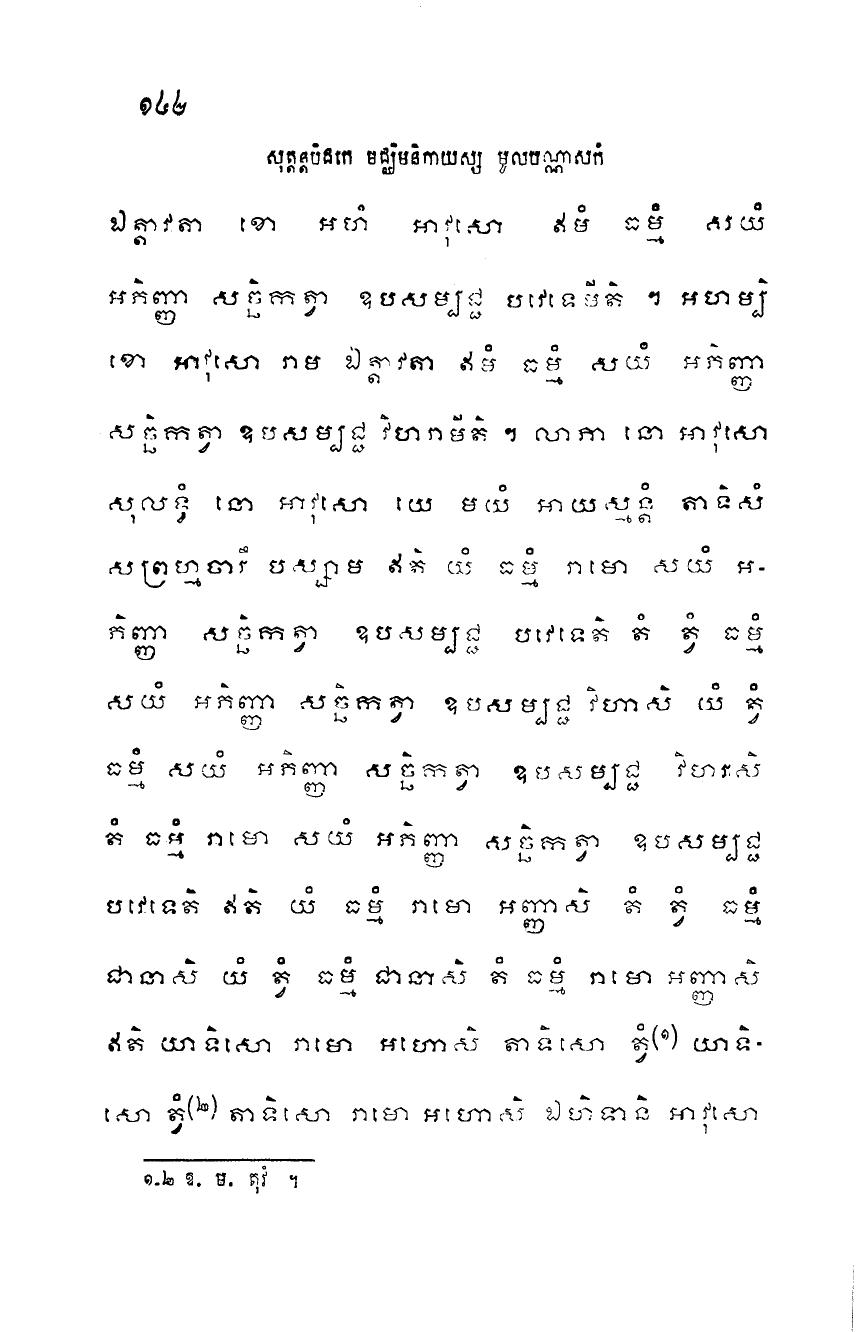 ១៤២
សុត្តន្តបិដកេ មជ្ឈិមនិកាយស្ស មូលបណ្ណាសកំ
ឯត្តាវតា ខោ អហំ អាវុសោ ឥមំ ធម្មំ សយំ
អភិញ្ញា សច្ឆិកត្វា ឧបសម្បជ្ជ បវេទេមីតិ ។ អហម្បិ
ខោ អាវុសោ រាម ឯត្តាវតា ឥមំ ធម្មំ សយំ អភិញ្ញា
សច្ឆិកត្វា ឧបសម្បជ្ជ វិហរាមីតិ ។ លាភា នោ អាវុសោ
សុលទ្ធំ នោ អាវុសោ យេ មយំ អាយស្មន្តំ តាទិសំ
សព្រហ្មចារឹ បស្សាម ឥតិ យំ ធម្មំ រាមោ សយំ អ-
ភិញ្ញា សច្ឆិកត្វា ឧបសម្បជ្ជ បវេទេតិ តំ ត្វំ ធម្មំ
សយំ អភិញ្ញា សច្ឆិកត្វា ឧបសម្បជ្ជ វិហាសិ យំ ត្វំ
ធម្មំ សយំ អភិញ្ញា សច្ឆិកត្វា ឧបសម្បជ្ជ វិហរសិ
តំ ធម្មំ រាមោ សយំ អភិញ្ញា សច្ឆិកត្វា ឧបសម្បជ្ជ
បវេទេតិ ឥតិ យំ ធម្មំ រាមោ អញ្ញាសិ តំ ត្វំ ធម្មំ
ជានាសិ យំ ត្វំ ធម្មំ ជានាសិ តំ ធម្មំ រាមោ អញ្ញាសិ
ឥតិ យាទិសោ រាមោ អហោសិ តាទិសោ ត្វំ(១) យាទិ-
សោ ត្វំ(២) តាទិសោ រាមោ អហោសិ ឯហិទានិ អាវុសោ
១-២ ឱ. ម. តុវំ ។